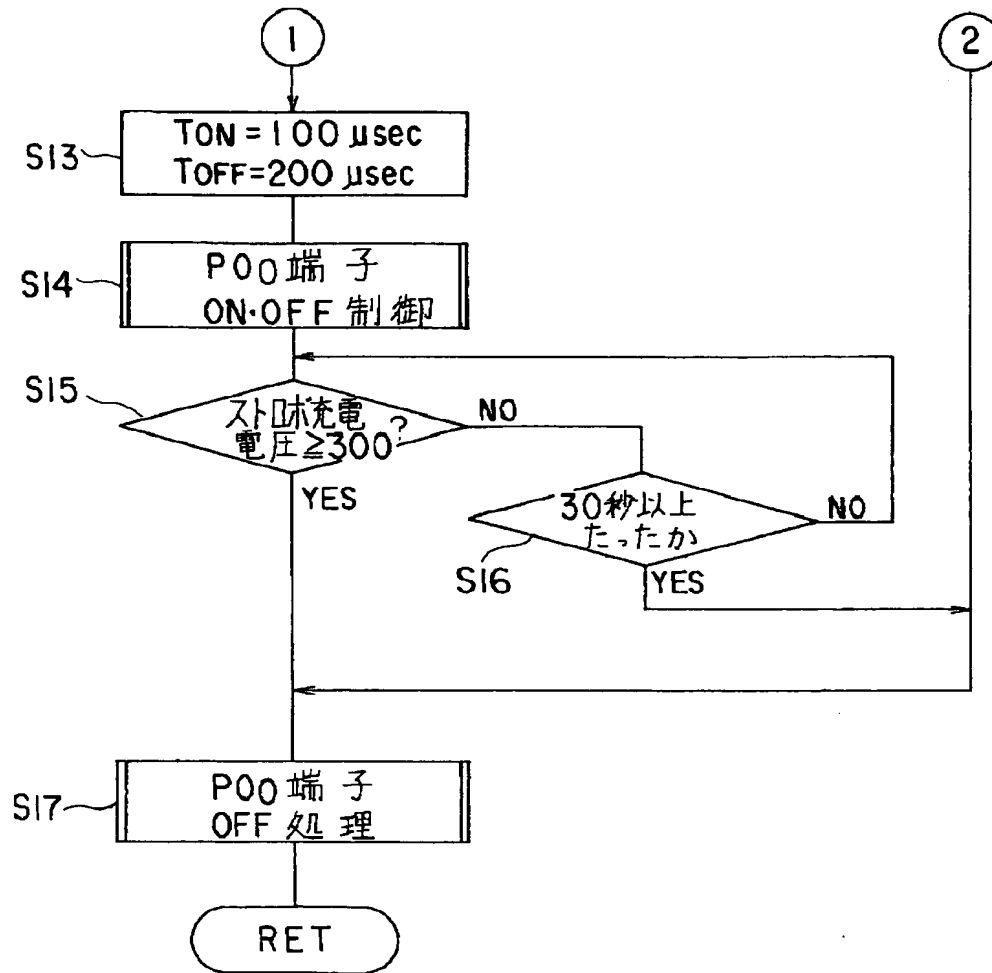 1
2
S13
TON=100 μsec
TOFF=200 μsec
S14
P00端子
ON・OFF制御
S15
ストロボ充電
電圧≧300?
NO
YES
30秒以上
たったか
NO
S16
YES
S17
P00端子
OFF処理
RET